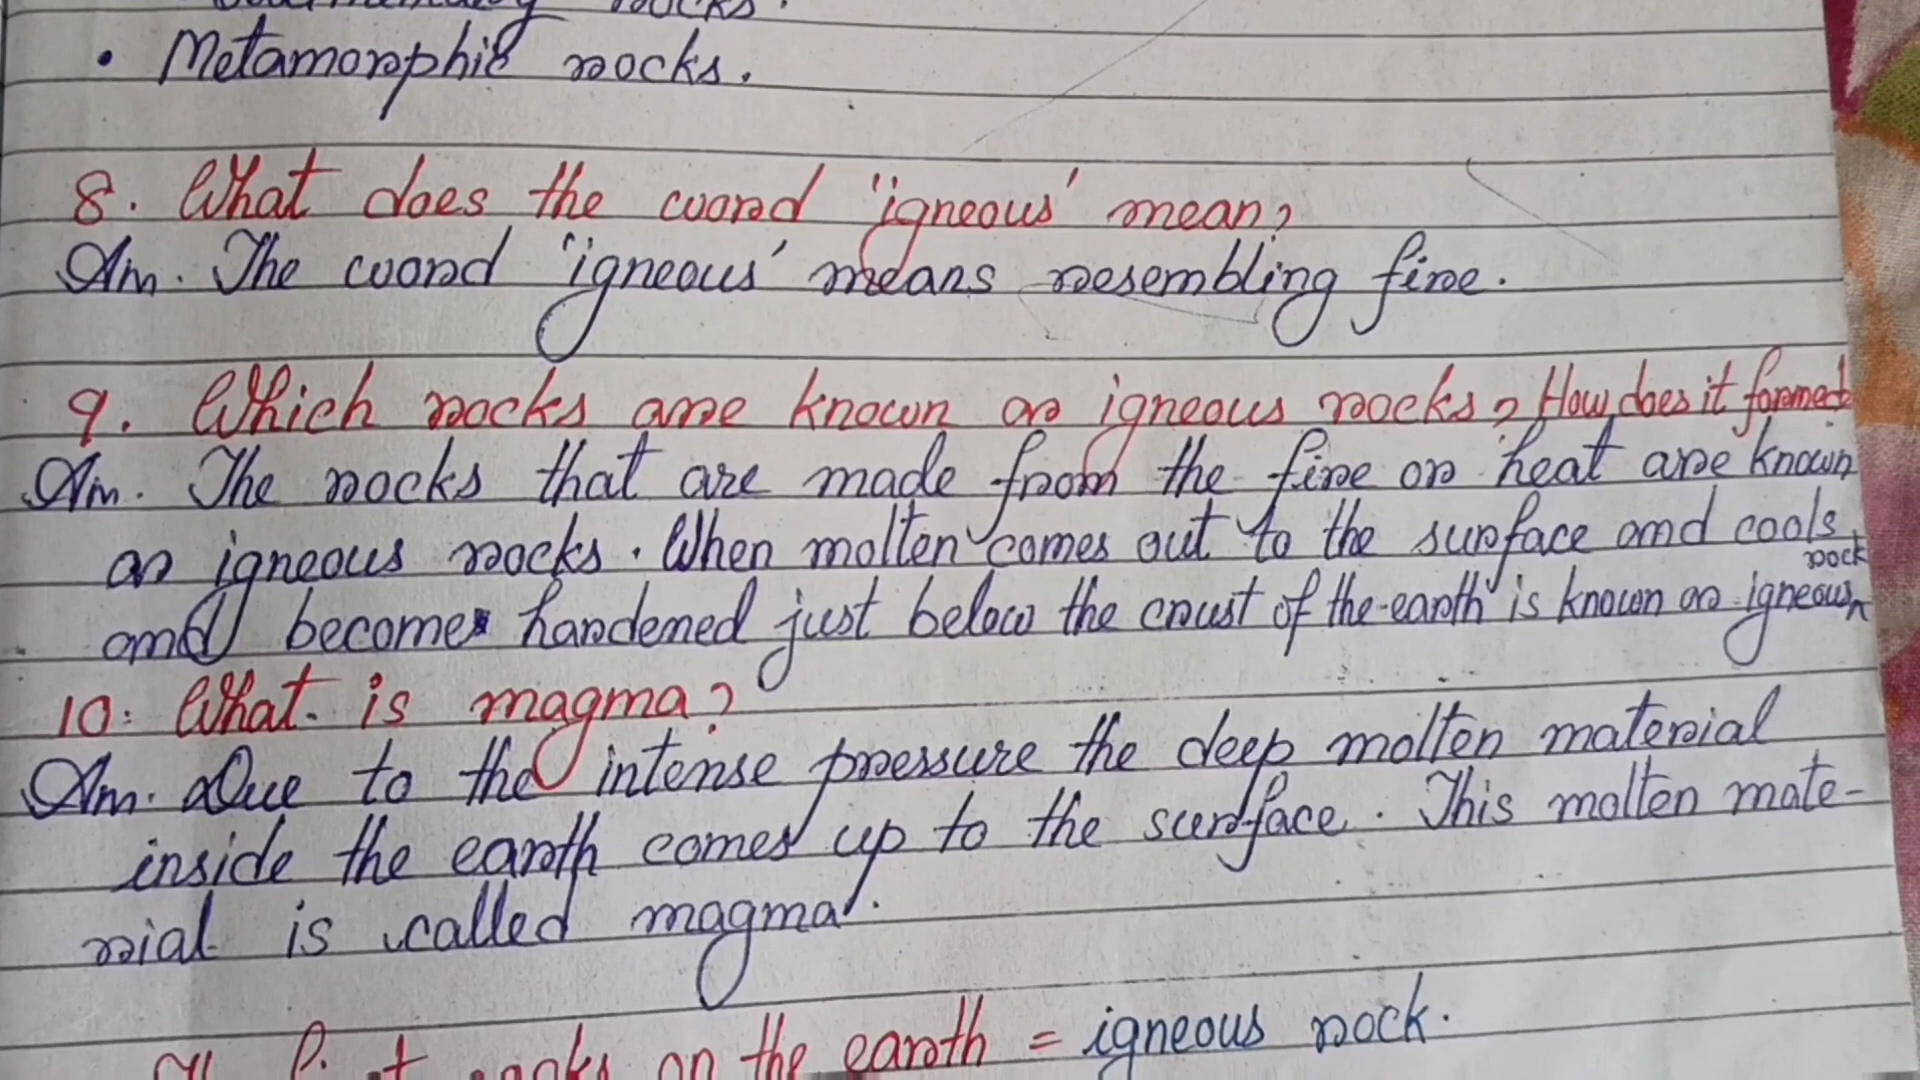 rocks.
• Metamorphic rocks.
8. What does the word 'igneous' mean?
Ans. The word 'igneous' means resembling fire.
9. Which rocks are known as igneous rocks? How does it formed
Ans. The rocks that are made from the fire or heat are known
as igneous rocks. When molten comes out to the surface and cools
rock
and becomes hardened just below the crust of the earth is known as igneous
10. What is magma?
Ans. Due to the intense pressure the deep molten material
inside the earth comes up to the surface. This molten mate-
rial is called magma.
rocks on the earth = igneous rock.